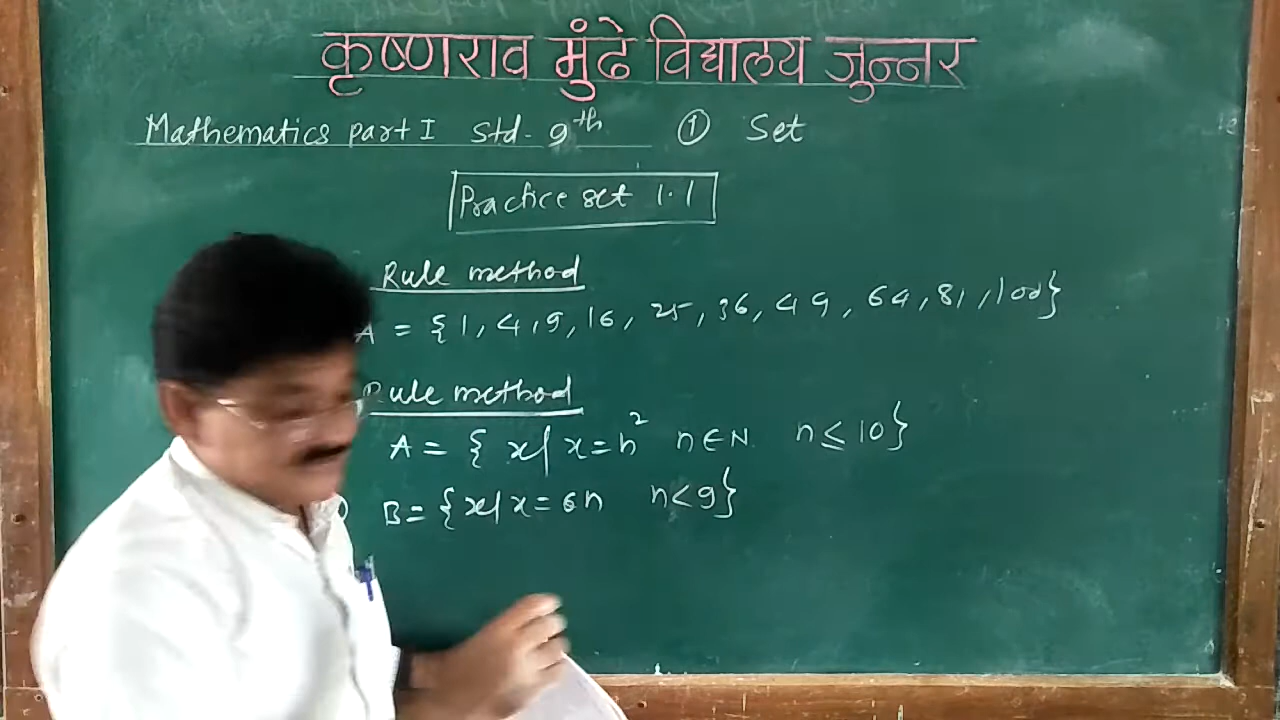 कृष्णराव मुंढे विद्यालय जुन्नर
Mathematics part I Std - 9th ① Set
Practice set 1.1
Rule method
A = {1, 4, 9, 16, 25, 36, 49, 64, 81, 100}
Rule method
A = { x | x = n² n ∈ N. n ≤ 10}
B = {x | x = 6n n < 9}